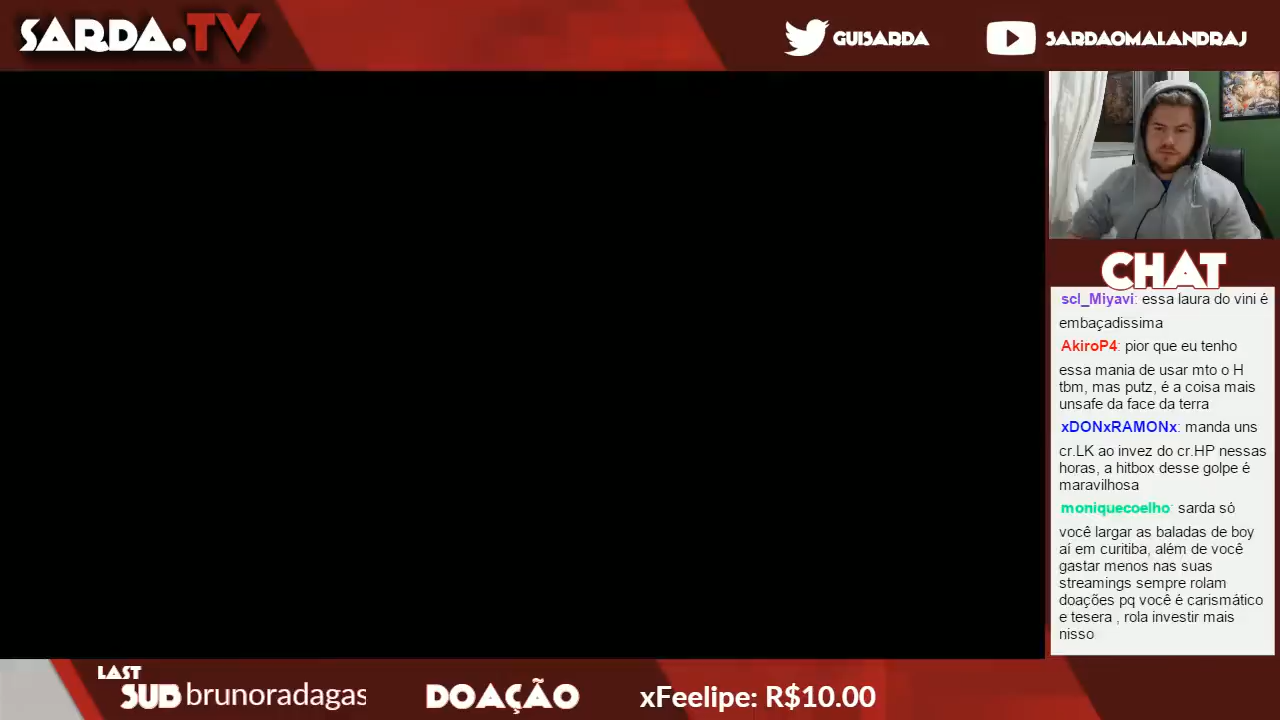 SARDA.TV
GUISARDA
SARDAOMALANDRAJ
CHAT
scl_Miyavi: essa laura do vini é
embaçadissima
AkiroP4: pior que eu tenho
essa mania de usar mto o H
tbm, mas putz, é a coisa mais
unsafe da face da terra
xDONxRAMONx: manda uns
cr.LK ao invez do cr.HP nessas
horas, a hitbox desse golpe é
maravilhosa
moniquecoelho: sarda só
você largar as baladas de boy
aí em curitiba, além de você
gastar menos nas suas
streamings sempre rolam
doações pq você é carismático
e tesera , rola investir mais
nisso
LAST
SUB brunoradagas
DOAÇÃO
xFeelipe: R$10.00